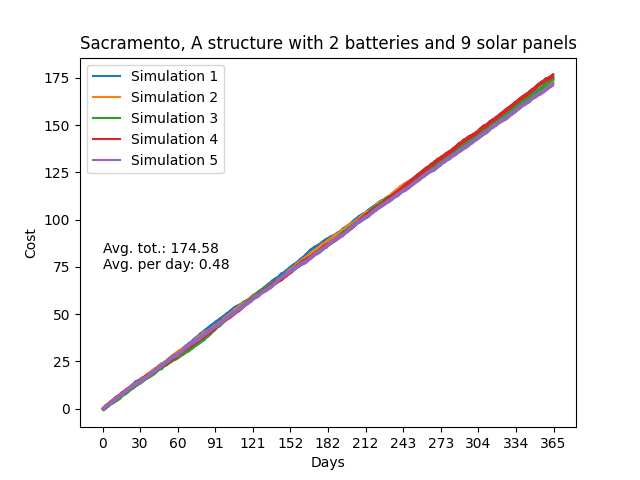 Sacramento, A structure with 2 batteries and 9 solar panels
Simulation 1
Simulation 2
Simulation 3
Simulation 4
Simulation 5
Avg. tot.: 174.58
Avg. per day: 0.48
Cost
175
150
125
100
75
50
25
0
0 30 60 91 121 152 182 212 243 273 304 334 365
Days